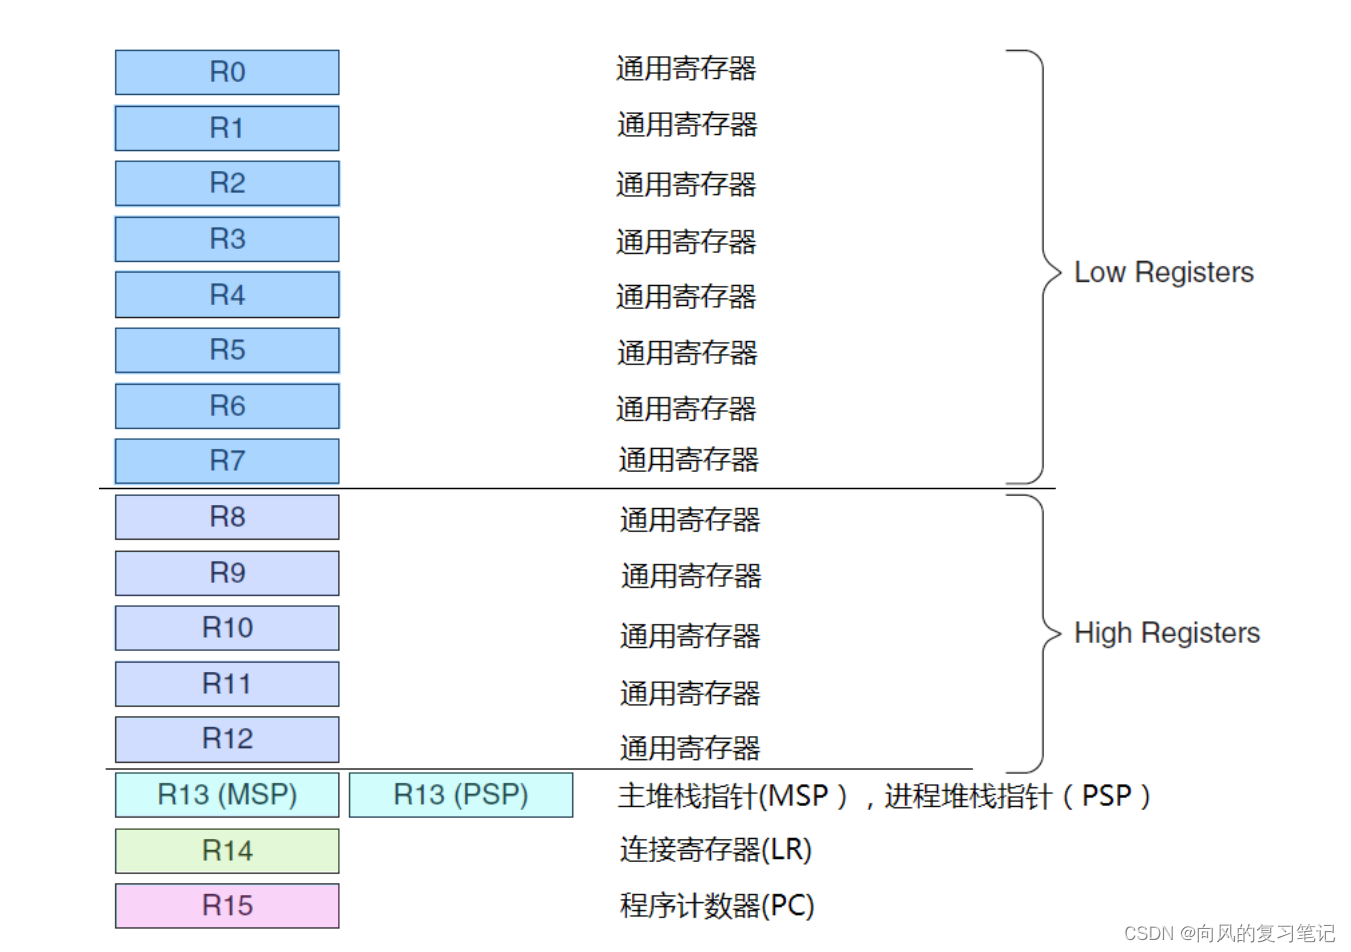 R0 通用寄存器
R1 通用寄存器
R2 通用寄存器
R3 通用寄存器
R4 通用寄存器
R5 通用寄存器
R6 通用寄存器
R7 通用寄存器
Low Registers
R8 通用寄存器
R9 通用寄存器
R10 通用寄存器
R11 通用寄存器
R12 通用寄存器
High Registers
R13 (MSP) R13 (PSP) 主堆栈指针(MSP），进程堆栈指针（PSP）
R14 连接寄存器(LR)
R15 程序计数器(PC)
CSDN @向风的复习笔记